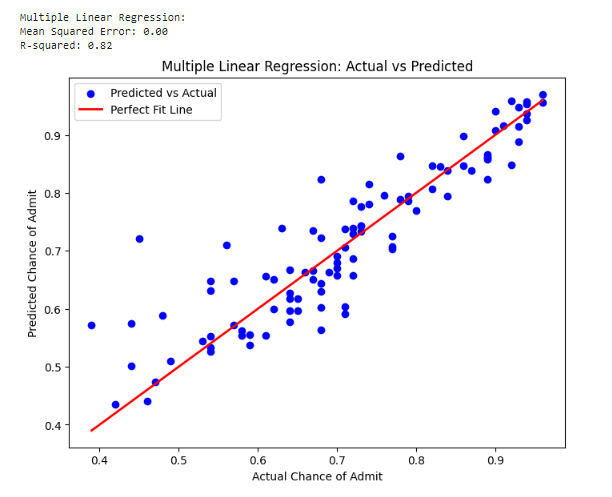 Multiple Linear Regression:
Mean Squared Error: 0.00
R-squared: 0.82
Multiple Linear Regression: Actual vs Predicted
Predicted vs Actual
Perfect Fit Line
0.9
0.8
0.7
0.6
0.5
0.4
Predicted Chance of Admit
0.4 0.5 0.6 0.7 0.8 0.9
Actual Chance of Admit